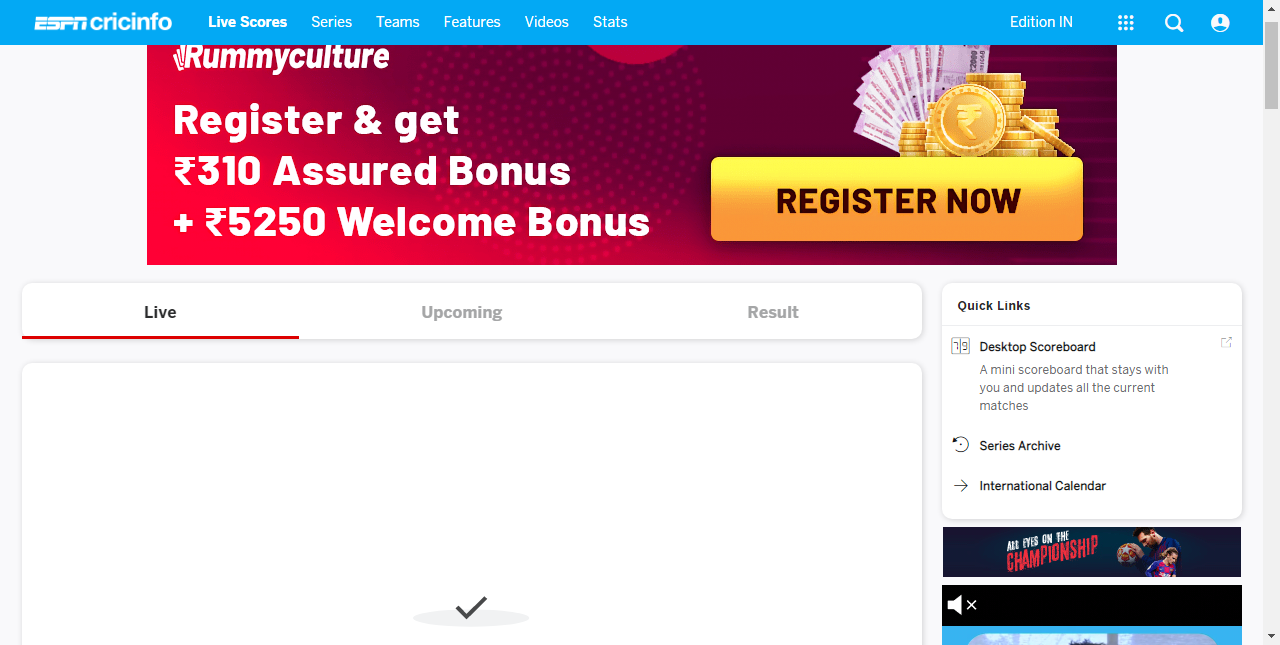 ESPN cricinfo Live Scores Series Teams Features Videos Stats Edition IN
Rummyculture
Register & get
₹310 Assured Bonus
+ ₹5250 Welcome Bonus
REGISTER NOW
Live Upcoming Result
Quick Links
Desktop Scoreboard
A mini scoreboard that stays with
you and updates all the current
matches
Series Archive
International Calendar
ALL EYES ON THE
CHAMPIONSHIP